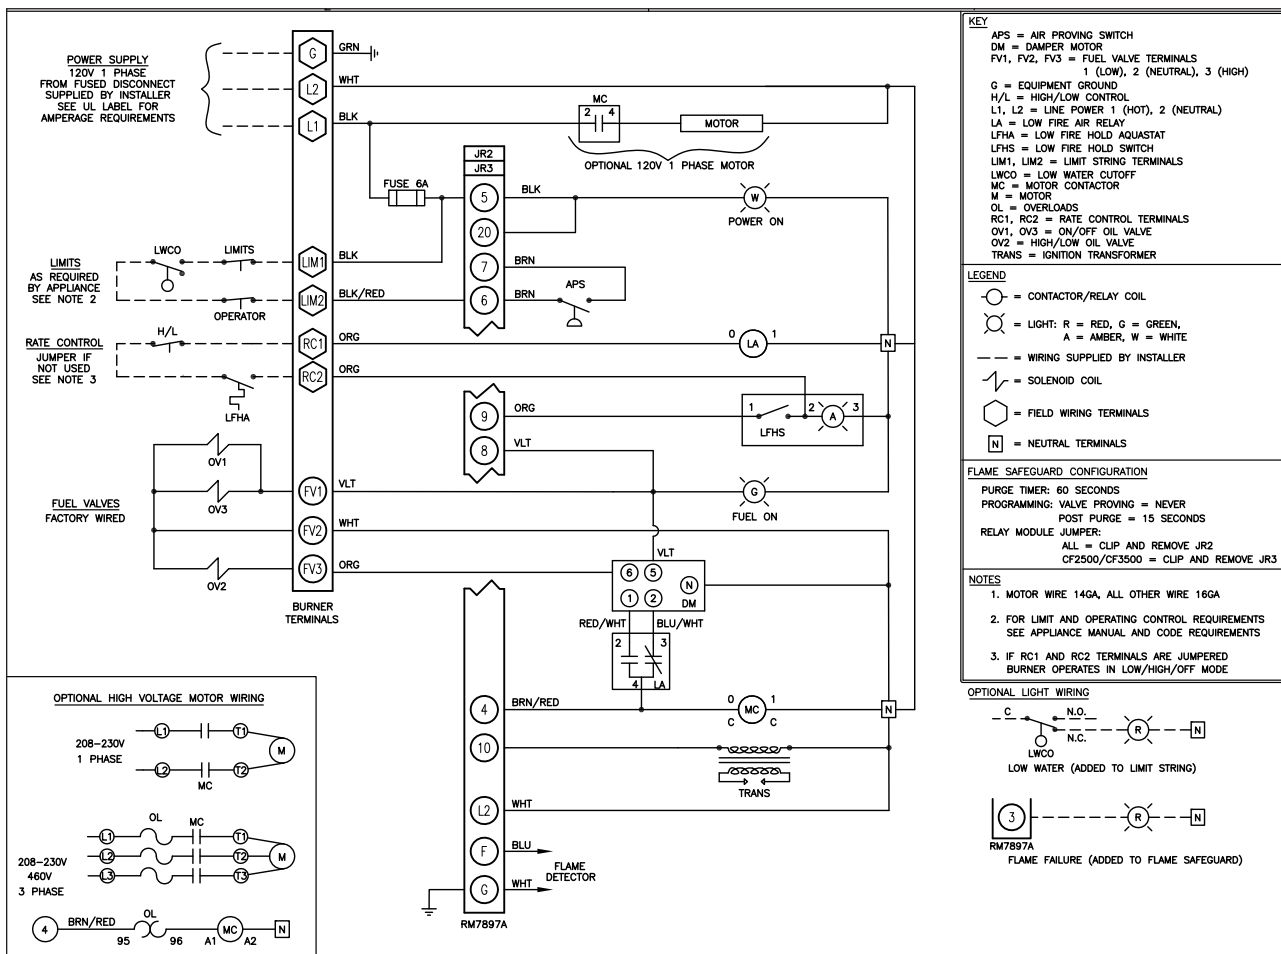 POWER SUPPLY
120V 1 PHASE
FROM FUSED DISCONNECT
SUPPLIED BY INSTALLER
SEE UL LABEL FOR
AMPERAGE REQUIREMENTS
G
GRN
L2
WHT
L1
BLK
MC
2 4
MOTOR
OPTIONAL 120V 1 PHASE MOTOR
JR2
JR3
FUSE 6A
5
BLK
W
POWER ON
20
LWCO
LIMITS
LIM1
BLK
7
BRN
LIMITS
AS REQUIRED
BY APPLIANCE
SEE NOTE 2
OPERATOR
LIM2
BLK/RED
6
BRN
APS
RATE CONTROL
JUMPER IF
NOT USED
SEE NOTE 3
H/L
RC1
ORG
0
LA
1
N
RC2
ORG
LFHA
9
ORG
1
LFHS
2
A
3
8
VLT
OV1
OV3
FV1
VLT
G
FUEL ON
FUEL VALVES
FACTORY WIRED
FV2
WHT
OV2
FV3
ORG
VLT
6
5
N
1
2
DM
BURNER
TERMINALS
RED/WHT
BLU/WHT
2
3
4
LA
4
BRN/RED
0
MC
1
C
C
N
10
TRANS
L2
WHT
F
BLU
FLAME
DETECTOR
G
WHT
RM7897A
OPTIONAL HIGH VOLTAGE MOTOR WIRING
208-230V
1 PHASE
L1
T1
M
L2
T2
MC
OL
MC
L1
T1
L2
T2
M
L3
T3
208-230V
460V
3 PHASE
4
BRN/RED
OL
95
96
A1
MC
A2
N
KEY
APS = AIR PROVING SWITCH
DM = DAMPER MOTOR
FV1, FV2, FV3 = FUEL VALVE TERMINALS
1 (LOW), 2 (NEUTRAL), 3 (HIGH)
G = EQUIPMENT GROUND
H/L = HIGH/LOW CONTROL
L1, L2 = LINE POWER 1 (HOT), 2 (NEUTRAL)
LA = LOW FIRE AIR RELAY
LFHA = LOW FIRE HOLD AQUASTAT
LFHS = LOW FIRE HOLD SWITCH
LIM1, LIM2 = LIMIT STRING TERMINALS
LWCO = LOW WATER CUTOFF
MC = MOTOR CONTACTOR
M = MOTOR
OL = OVERLOADS
RC1, RC2 = RATE CONTROL TERMINALS
OV1, OV3 = ON/OFF OIL VALVE
OV2 = HIGH/LOW OIL VALVE
TRANS = IGNITION TRANSFORMER
LEGEND
= CONTACTOR/RELAY COIL
= LIGHT: R = RED, G = GREEN,
A = AMBER, W = WHITE
= WIRING SUPPLIED BY INSTALLER
= SOLENOID COIL
= FIELD WIRING TERMINALS
N = NEUTRAL TERMINALS
FLAME SAFEGUARD CONFIGURATION
PURGE TIMER: 60 SECONDS
PROGRAMMING: VALVE PROVING = NEVER
POST PURGE = 15 SECONDS
RELAY MODULE JUMPER:
ALL = CLIP AND REMOVE JR2
CF2500/CF3500 = CLIP AND REMOVE JR3
NOTES
1. MOTOR WIRE 14GA, ALL OTHER WIRE 16GA
2. FOR LIMIT AND OPERATING CONTROL REQUIREMENTS
SEE APPLIANCE MANUAL AND CODE REQUIREMENTS
3. IF RC1 AND RC2 TERMINALS ARE JUMPERED
BURNER OPERATES IN LOW/HIGH/OFF MODE
OPTIONAL LIGHT WIRING
C
N.O.
N.C.
R
N
LWCO
LOW WATER (ADDED TO LIMIT STRING)
3
R
N
RM7897A
FLAME FAILURE (ADDED TO FLAME SAFEGUARD)